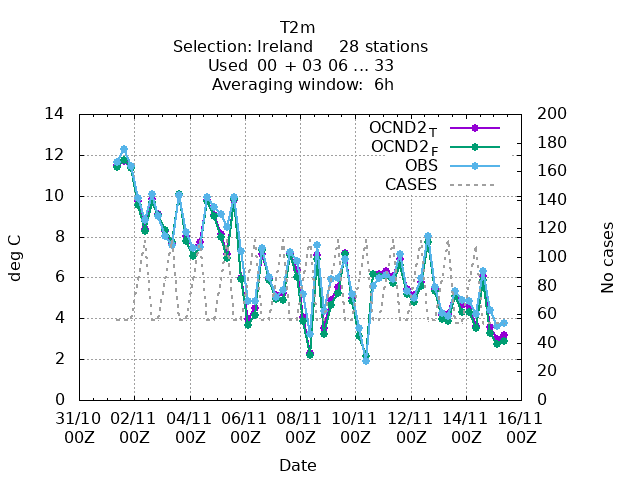 T2m
Selection: Ireland 28 stations
Used 00 + 03 06 ... 33
Averaging window: 6h
OCND2_T
OCND2_F
OBS
CASES
deg C
14
12
10
8
6
4
2
0
No cases
200
180
160
140
120
100
80
60
40
20
0
31/10 02/11 04/11 06/11 08/11 10/11 12/11 14/11 16/11
00Z 00Z 00Z 00Z 00Z 00Z 00Z 00Z 00Z
Date